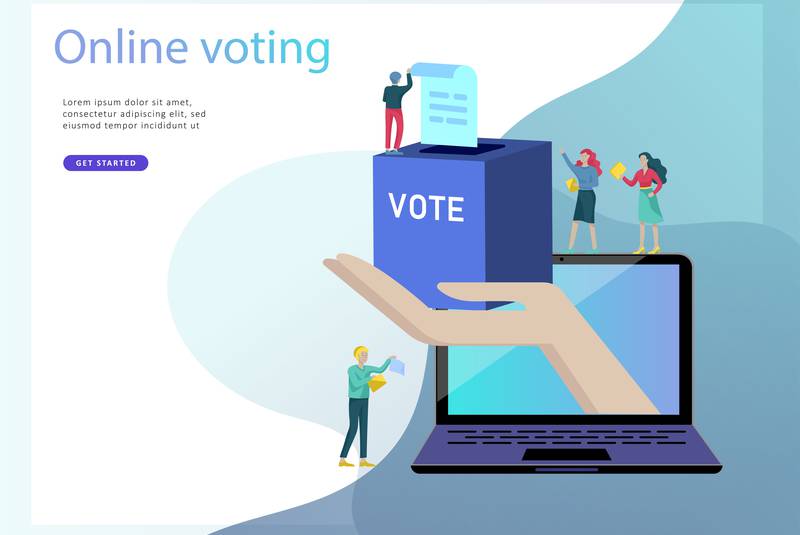 Online voting
Lorem ipsum dolor sit amet,
consectetur adipiscing elit, sed
eiusmod tempor incididunt ut
GET STARTED
VOTE